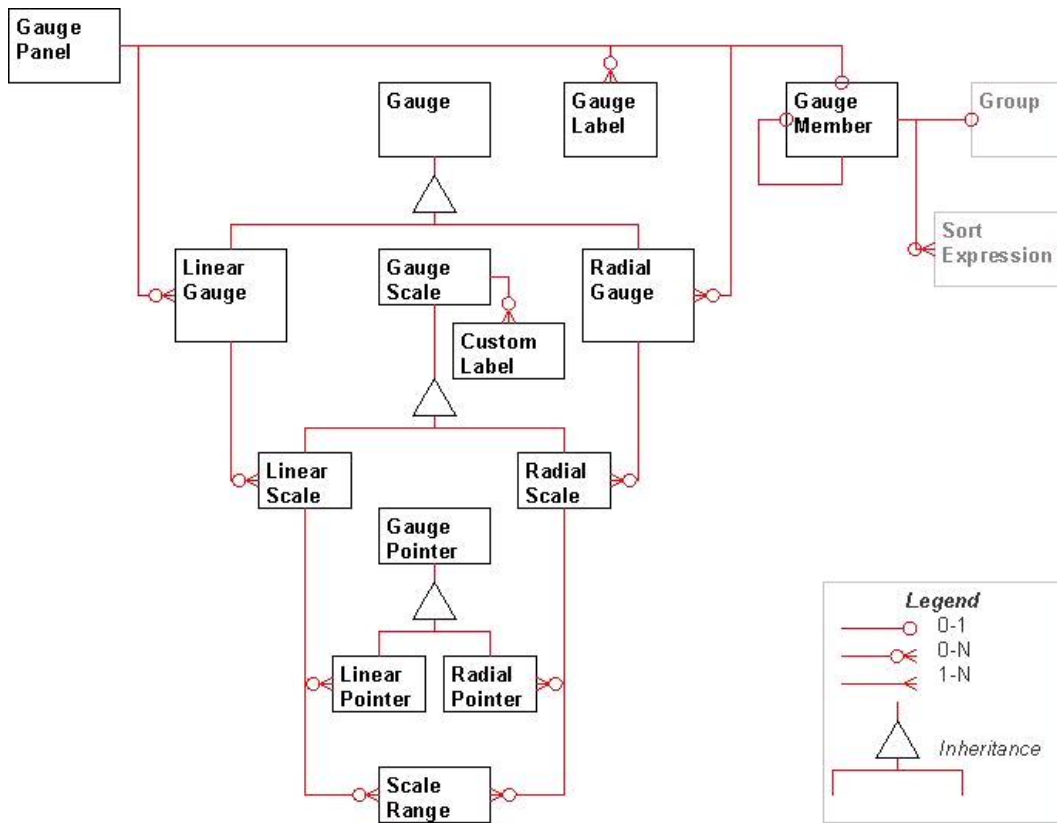 Gauge
Panel
Gauge
Gauge
Label
Gauge
Member
Group
Sort
Expression
Linear
Gauge
Gauge
Scale
Radial
Gauge
Custom
Label
Linear
Scale
Radial
Scale
Gauge
Pointer
Linear
Pointer
Radial
Pointer
Scale
Range
Legend
0-1
0-N
1-N
Inheritance